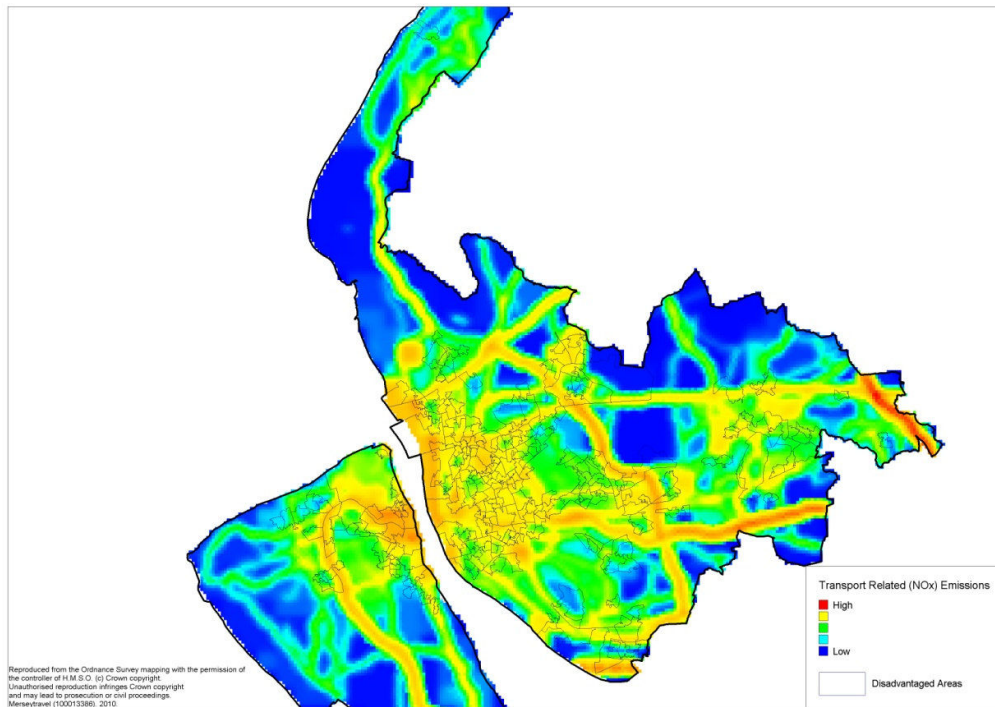 Transport Related (NOx) Emissions
High
Low
Disadvantaged Areas
Reproduced from the Ordnance Survey mapping with the permission of
the controller of H.M.S.O. (c) Crown copyright.
Unauthorised reproduction infringes Crown copyright
and may lead to prosecution or civil proceedings.
Merseytravel (100013386). 2010.